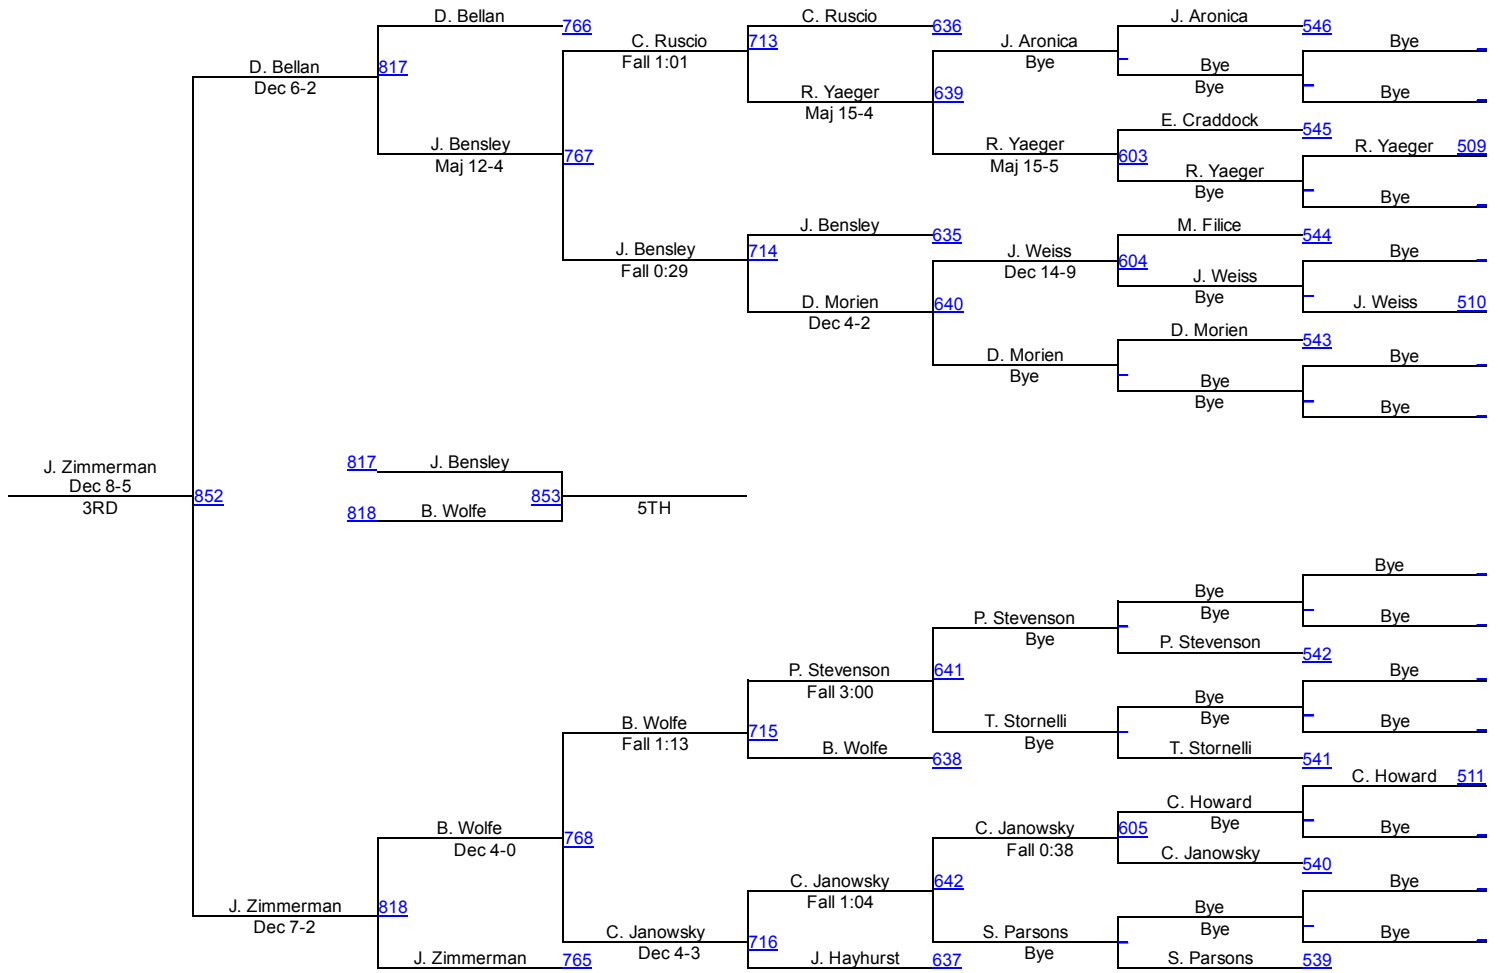 D. Bellan
766
C. Ruscio
636
J. Aronica
546
C. Ruscio
713
J. Aronica
Bye
Fall 1:01
Bye
D. Bellan
817
Bye
Dec 6-2
Bye
R. Yaeger
639
Bye
Maj 15-4
E. Craddock
545
J. Bensley
767
R. Yaeger
603
R. Yaeger
509
Maj 12-4
Maj 15-5
R. Yaeger
Bye
Bye
J. Bensley
635
M. Filice
544
J. Bensley
714
J. Weiss
604
Bye
Fall 0:29
Dec 14-9
J. Weiss
Bye
D. Morien
640
J. Weiss
510
Dec 4-2
D. Morien
543
D. Morien
Bye
Bye
Bye
Bye
Bye
J. Zimmerman
Dec 8-5
852
3RD
817
J. Bensley
853
5TH
818
B. Wolfe
Bye
Bye
Bye
Bye
P. Stevenson
Bye
P. Stevenson
542
P. Stevenson
641
Bye
Fall 3:00
Bye
Bye
B. Wolfe
715
T. Stornelli
Bye
Fall 1:13
Bye
B. Wolfe
638
T. Stornelli
541
C. Howard
511
C. Howard
Bye
B. Wolfe
768
C. Janowsky
605
Bye
Dec 4-0
Fall 0:38
C. Janowsky
540
C. Janowsky
642
Bye
Fall 1:04
J. Zimmerman
818
Bye
Dec 7-2
Bye
C. Janowsky
716
S. Parsons
Bye
Dec 4-3
Bye
J. Zimmerman
765
J. Hayhurst
637
S. Parsons
539